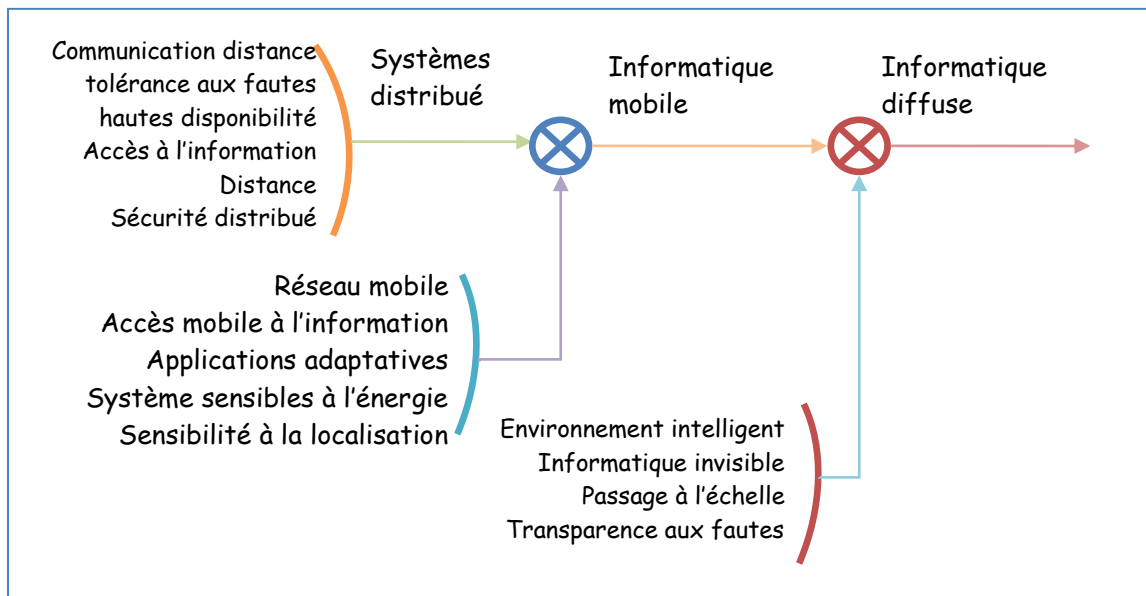 Communication distance
tolérance aux fautes
hautes disponibilité
Accès à l'information
Distance
Sécurité distribué
Systèmes
distribué
Informatique
mobile
Informatique
diffuse
Réseau mobile
Accès mobile à l'information
Applications adaptatives
Système sensibles à l'énergie
Sensibilité à la localisation
Environnement intelligent
Informatique invisible
Passage à l'échelle
Transparence aux fautes